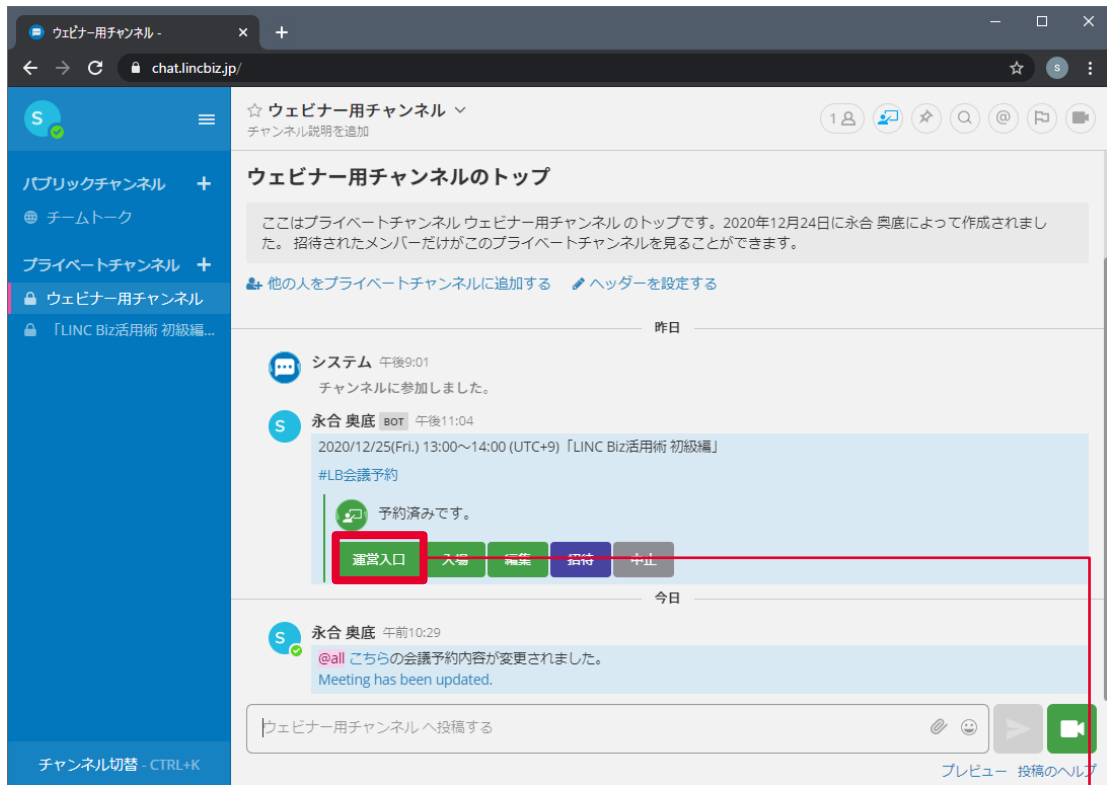 ウェビナー用チャンネル -
chat.lincbiz.jp/
S
S
☆ ウェビナー用チャンネル
チャンネル説明を追加
1
パブリックチャンネル +
チームトーク
プライベートチャンネル +
ウェビナー用チャンネル
「LINC Biz活用術 初級編...
チャンネル切替 - CTRL+K
ウェビナー用チャンネルのトップ
ここはプライベートチャンネル ウェビナー用チャンネル のトップです。2020年12月24日に永合 奥底によって作成されまし
た。 招待されたメンバーだけがこのプライベートチャンネルを見ることができます。
他の人をプライベートチャンネルに追加する ヘッダーを設定する
昨日
システム 午後9:01
チャンネルに参加しました。
S
永合 奥底 BOT 午後11:04
2020/12/25(Fri.) 13:00～14:00 (UTC+9)「LINC Biz活用術 初級編」
#LB会議予約
予約済みです。
運営入口 入場 編集 招待 中止
今日
S
永合 奥底 午前10:29
@all こちらの会議予約内容が変更されました。
Meeting has been updated.
ウェビナー用チャンネル へ投稿する
プレビュー 投稿のヘルプ